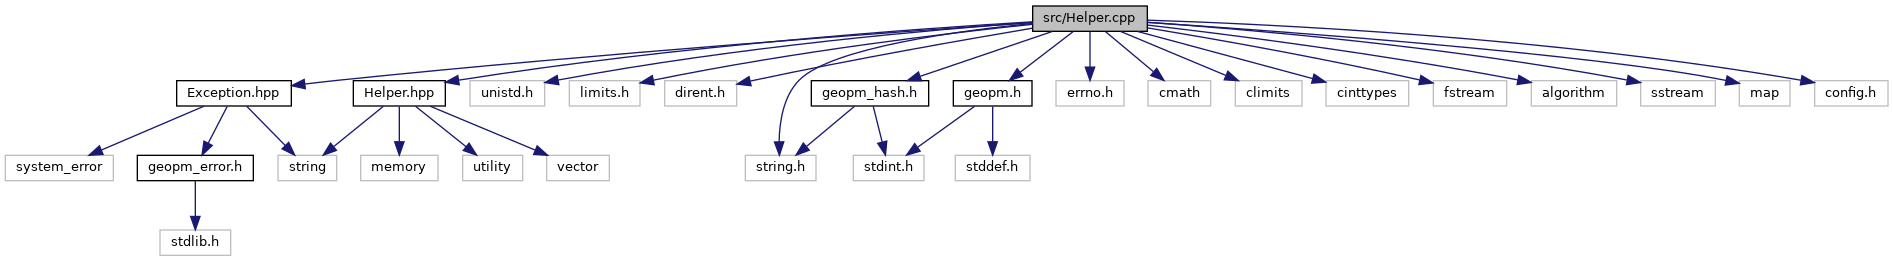 src/Helper.cpp
Exception.hpp
Helper.hpp
unistd.h
limits.h
dirent.h
geopm_hash.h
geopm.h
errno.h
cmath
climits
cinttypes
fstream
algorithm
sstream
map
config.h
system_error
geopm_error.h
string
memory
utility
vector
string.h
stdint.h
stddef.h
stdlib.h